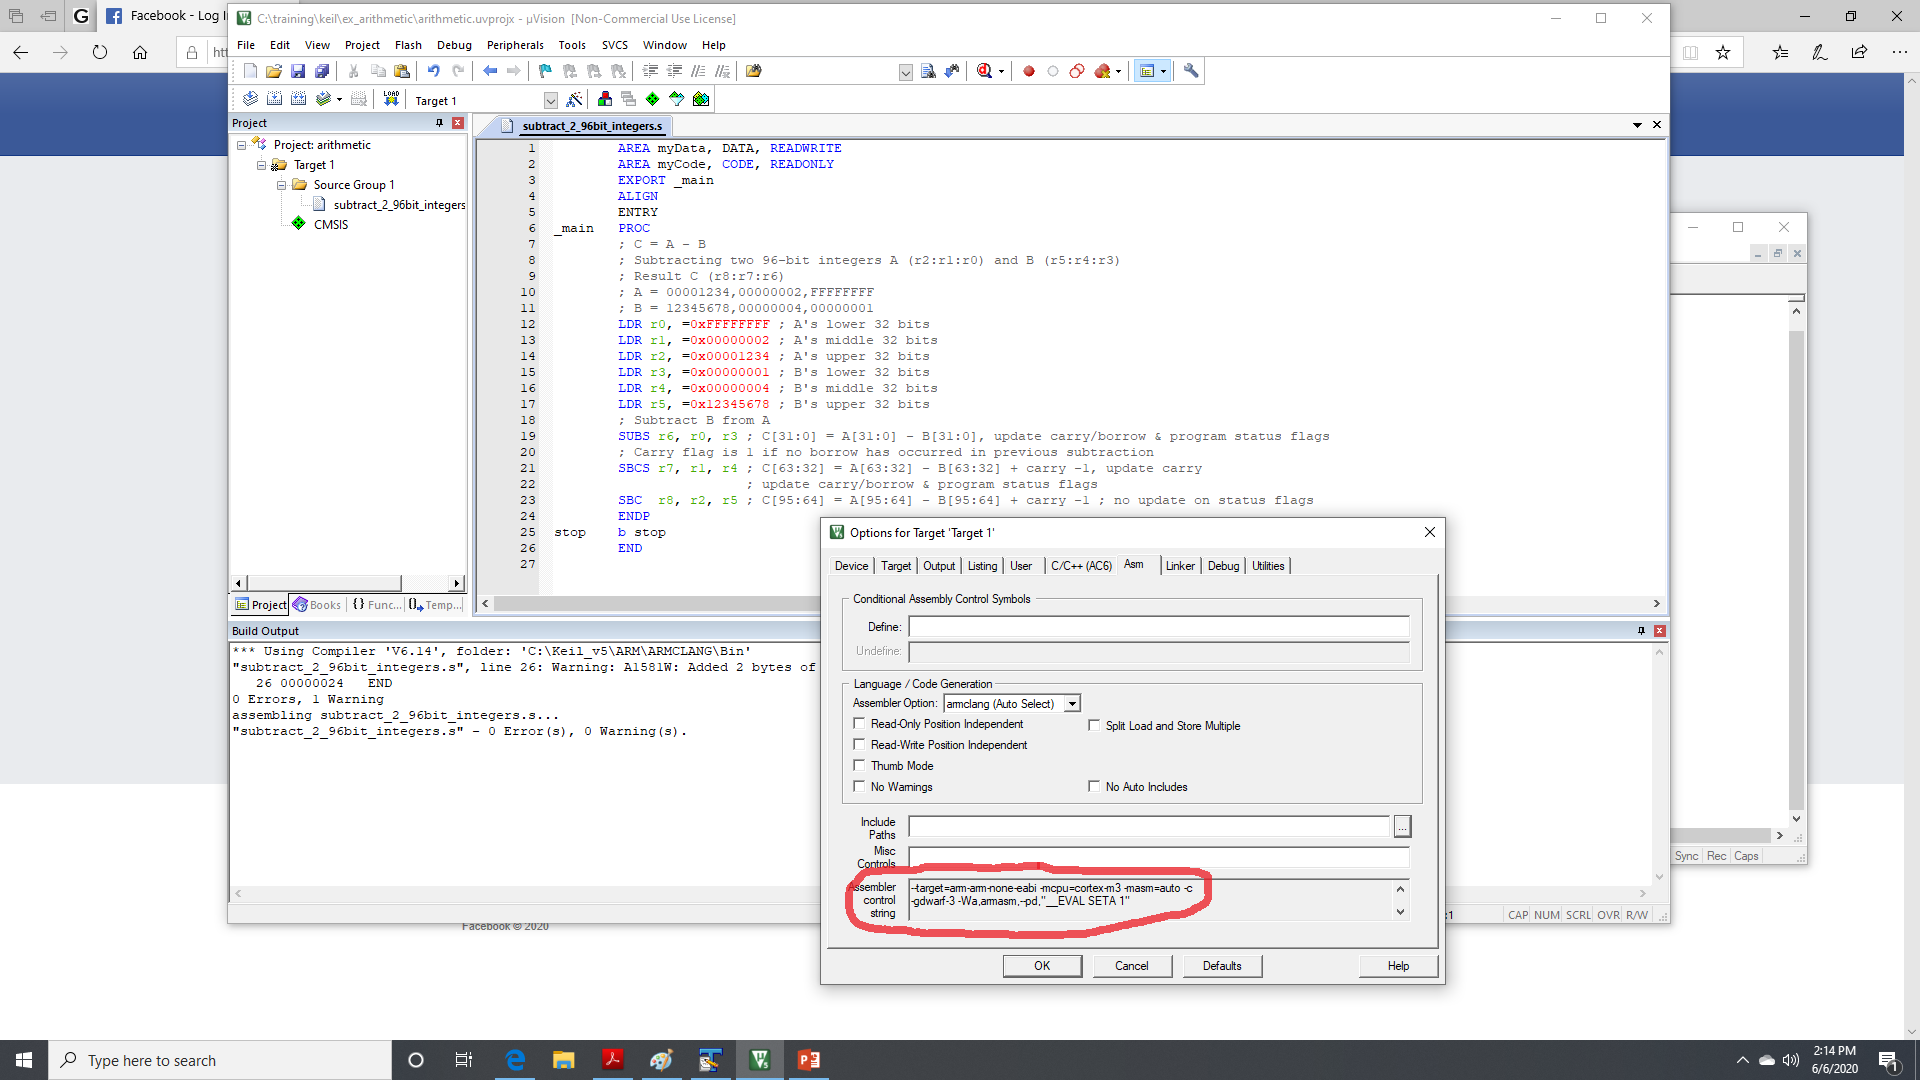 Facebook - Log i
C:\training\keil\ex_arithmetic\arithmetic.uvprojx - µVision [Non-Commercial Use License]
File Edit View Project Flash Debug Peripherals Tools SVCS Window Help
LOAD
Target 1
Project
subtract_2_96bit_integers.s
Project: arithmetic
Target 1
Source Group 1
subtract_2_96bit_integers
CMSIS
1 AREA myData, DATA, READWRITE
2 AREA myCode, CODE, READONLY
3 EXPORT _main
4 ALIGN
5 ENTRY
6 _main PROC
7 ; C = A - B
8 ; Subtracting two 96-bit integers A (r2:r1:r0) and B (r5:r4:r3)
9 ; Result C (r8:r7:r6)
10 ; A = 00001234,00000002,FFFFFFFF
11 ; B = 12345678,00000004,00000001
12 LDR r0, =0xFFFFFFFF ; A's lower 32 bits
13 LDR r1, =0x00000002 ; A's middle 32 bits
14 LDR r2, =0x00001234 ; A's upper 32 bits
15 LDR r3, =0x00000001 ; B's lower 32 bits
16 LDR r4, =0x00000004 ; B's middle 32 bits
17 LDR r5, =0x12345678 ; B's upper 32 bits
18 ; Subtract B from A
19 SUBS r6, r0, r3 ; C[31:0] = A[31:0] - B[31:0], update carry/borrow & program status flags
20 ; Carry flag is 1 if no borrow has occurred in previous subtraction
21 SBCS r7, r1, r4 ; C[63:32] = A[63:32] - B[63:32] + carry -1, update carry
22 ; update carry/borrow & program status flags
23 SBC r8, r2, r5 ; C[95:64] = A[95:64] - B[95:64] + carry -1 ; no update on status flags
24 ENDP
25 stop b stop
26 END
27
Project Books Func... Temp...
Build Output
*** Using Compiler 'V6.14', folder: 'C:\Keil_v5\ARM\ARMCLANG\Bin'
"subtract_2_96bit_integers.s", line 26: Warning: A1581W: Added 2 bytes of
26 00000024 END
0 Errors, 1 Warning
assembling subtract_2_96bit_integers.s...
"subtract_2_96bit_integers.s" - 0 Error(s), 0 Warning(s).
Options for Target 'Target 1'
Device Target Output Listing User C/C++ (AC6) Asm Linker Debug Utilities
Conditional Assembly Control Symbols
Define:
Undefine:
Language / Code Generation
Assembler Option: armclang (Auto Select)
Read-Only Position Independent
Split Load and Store Multiple
Read-Write Position Independent
Thumb Mode
No Warnings
No Auto Includes
Include Paths
...
Misc Controls
Assembler control string
--target=arm-arm-none-eabi -mcpu=cortex-m3 -masm=auto -c
-gdwarf-3 -Wa,armasm,--pd,"__EVAL SETA 1"
OK Cancel Defaults Help
:1 CAP NUM SCRL OVR R/W
Sync Rec Caps
Facebook © 2020
Type here to search
2:14 PM
6/6/2020
1